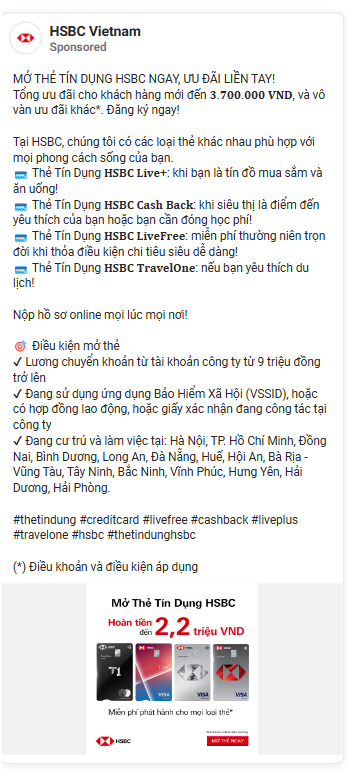 HSBC Vietnam
Sponsored
MỞ THẺ TÍN DỤNG HSBC NGAY, ƯU ĐÃI LIỀN TAY!
Tổng ưu đãi cho khách hàng mới đến 3.700.000 VND, và vô
vàn ưu đãi khác*. Đăng ký ngay!
Tại HSBC, chúng tôi có các loại thẻ khác nhau phù hợp với
mọi phong cách sống của bạn.
💳 Thẻ Tín Dụng HSBC Live+: khi bạn là tín đồ mua sắm và
ăn uống!
💳 Thẻ Tín Dụng HSBC Cash Back: khi siêu thị là điểm đến
yêu thích của bạn hoặc bạn cần đóng học phí!
💳 Thẻ Tín Dụng HSBC LiveFree: miễn phí thường niên trọn
đời khi thỏa điều kiện chi tiêu siêu dễ dàng!
💳 Thẻ Tín Dụng HSBC TravelOne: nếu bạn yêu thích du
lịch!
Nộp hồ sơ online mọi lúc mọi nơi!
🎯 Điều kiện mở thẻ
✔ Lương chuyển khoản từ tài khoản công ty từ 9 triệu đồng
trở lên
✔ Đang sử dụng ứng dụng Bảo Hiểm Xã Hội (VSSID), hoặc
có hợp đồng lao động, hoặc giấy xác nhận đang công tác tại
công ty
✔ Đang cư trú và làm việc tại: Hà Nội, TP. Hồ Chí Minh, Đồng
Nai, Bình Dương, Long An, Đà Nẵng, Huế, Hội An, Bà Rịa -
Vũng Tàu, Tây Ninh, Bắc Ninh, Vĩnh Phúc, Hưng Yên, Hải
Dương, Hải Phòng.
#thetindung #creditcard #livefree #cashback #liveplus
#travelone #hsbc #thetindunghsbc
(*) Điều khoản và điều kiện áp dụng
Mở Thẻ Tín Dụng HSBC
Hoàn tiền
đến 2,2 triệu VND
T1
VISA VISA VISA
Miễn phí phát hành cho mọi loại thẻ*
HSBC
MỞ THẺ NGAY